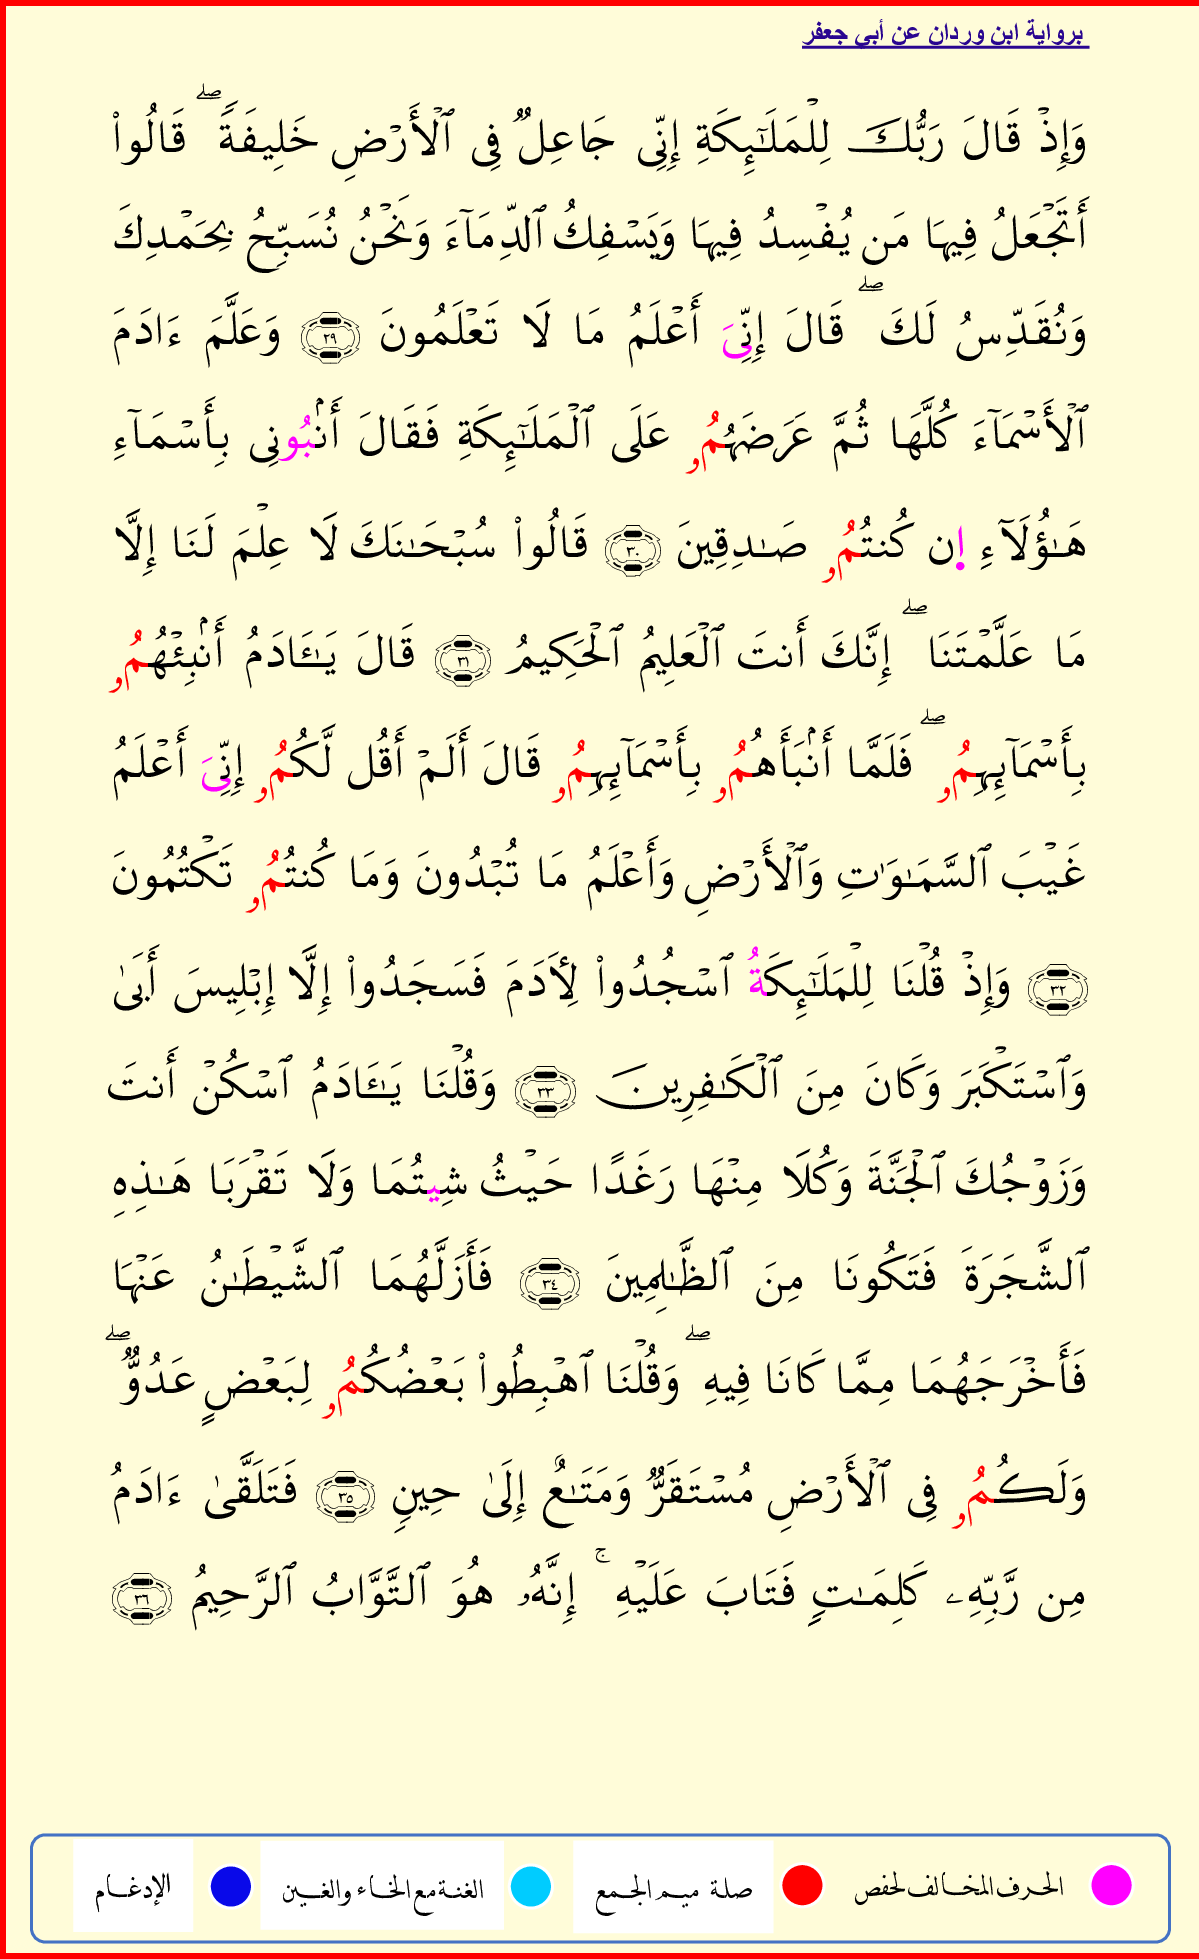 برواية ابن وردان عن أبي جعفر
وَإِذۡ قَالَ رَبُّكَ لِلۡمَلَٰٓئِكَةِ إِنِّي جَاعِلٞ فِي ٱلۡأَرۡضِ خَلِيفَةٗۖ قَالُواْ
أَتَجۡعَلُ فِيهَا مَن يُفۡسِدُ فِيهَا وَيَسۡفِكُ ٱلدِّمَآءَ وَنَحۡنُ نُسَبِّحُ بِحَمۡدِكَ
وَنُقَدِّسُ لَكَۖ قَالَ إِنِّيَ أَعۡلَمُ مَا لَا تَعۡلَمُونَ ٢٩ وَعَلَّمَ ءَادَمَ
ٱلۡأَسۡمَآءَ كُلَّهَا ثُمَّ عَرَضَهُمُۥ عَلَى ٱلۡمَلَٰٓئِكَةِ فَقَالَ أَنۢبُونِي بِأَسۡمَآءِ
هَٰٓؤُلَآءِ اِ۪ن كُنتُمُۥ صَٰدِقِينَ ٣٠ قَالُواْ سُبۡحَٰنَكَ لَا عِلۡمَ لَنَا إِلَّا
مَا عَلَّمۡتَنَاۖ إِنَّكَ أَنتَ ٱلۡعَلِيمُ ٱلۡحَكِيمُ ٣١ قَالَ يَٰٓـَٔادَمُ أَنۢبِئۡهُمُۥ
بِأَسۡمَآئِهِمُۥۖ فَلَمَّا أَنۢبَأَهُمُۥ بِأَسۡمَآئِهِمُۥ قَالَ أَلَمۡ أَقُل لَّكُمُۥ إِنِّيَ أَعۡلَمُ
غَيۡبَ ٱلسَّمَٰوَٰتِ وَٱلۡأَرۡضِ وَأَعۡلَمُ مَا تُبۡدُونَ وَمَا كُنتُمُۥ تَكۡتُمُونَ
٣٢ وَإِذۡ قُلۡنَا لِلۡمَلَٰٓئِكَةُ ٱسۡجُدُواْ لِأٓدَمَ فَسَجَدُواْ إِلَّا إِبۡلِيسَ أَبَىٰ
وَٱسۡتَكۡبَرَ وَكَانَ مِنَ ٱلۡكَٰفِرِينَ ٣٣ وَقُلۡنَا يَٰٓـَٔادَمُ ٱسۡكُنۡ أَنتَ
وَزَوۡجُكَ ٱلۡجَنَّةَ وَكُلَا مِنۡهَا رَغَدًا حَيۡثُ شِيتُمَا وَلَا تَقۡرَبَا هَٰذِهِ
ٱلشَّجَرَةَ فَتَكُونَا مِنَ ٱلظَّٰلِمِينَ ٣٤ فَأَزَلَّهُمَا ٱلشَّيۡطَٰنُ عَنۡهَا
فَأَخۡرَجَهُمَا مِمَّا كَانَا فِيهِۖ وَقُلۡنَا ٱهۡبِطُواْ بَعۡضُكُمُۥ لِبَعۡضٍ عَدُوّٞۖ
وَلَكُمُۥ فِي ٱلۡأَرۡضِ مُسۡتَقَرّٞ وَمَتَٰعٌ إِلَىٰ حِينٖ ٣٥ فَتَلَقَّىٰ ءَادَمُ
مِن رَّبِّهِۦ كَلِمَٰتٖ فَتَابَ عَلَيۡهِۚ إِنَّهُۥ هُوَ ٱلتَّوَّابُ ٱلرَّحِيمُ ٣٦
الحرف المخالف لحفص صلة ميم الجمع الغنة مع الخاء والغين الإدغام